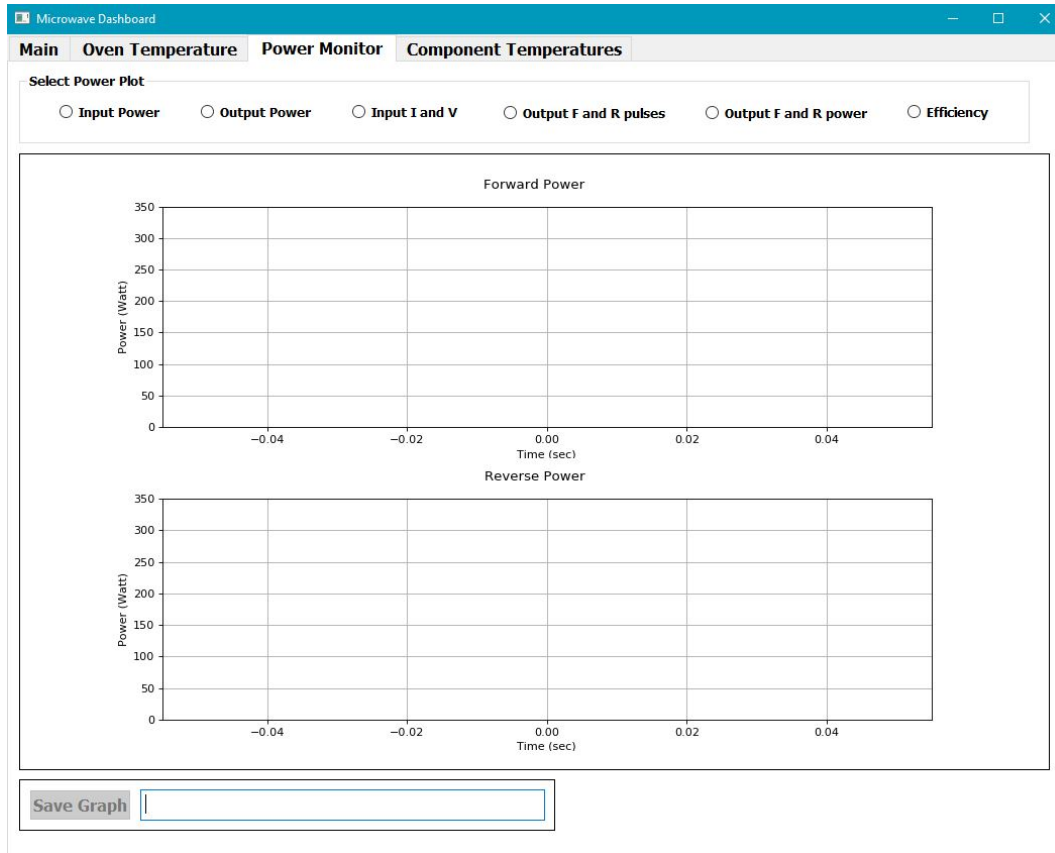 Microwave Dashboard
Main Oven Temperature Power Monitor Component Temperatures
Select Power Plot
Input Power Output Power Input I and V Output F and R pulses Output F and R power Efficiency
Forward Power
350
300
250
200
150
100
50
0
Power (Watt)
−0.04 −0.02 0.00 0.02 0.04
Time (sec)
Reverse Power
350
300
250
200
150
100
50
0
Power (Watt)
−0.04 −0.02 0.00 0.02 0.04
Time (sec)
Save Graph